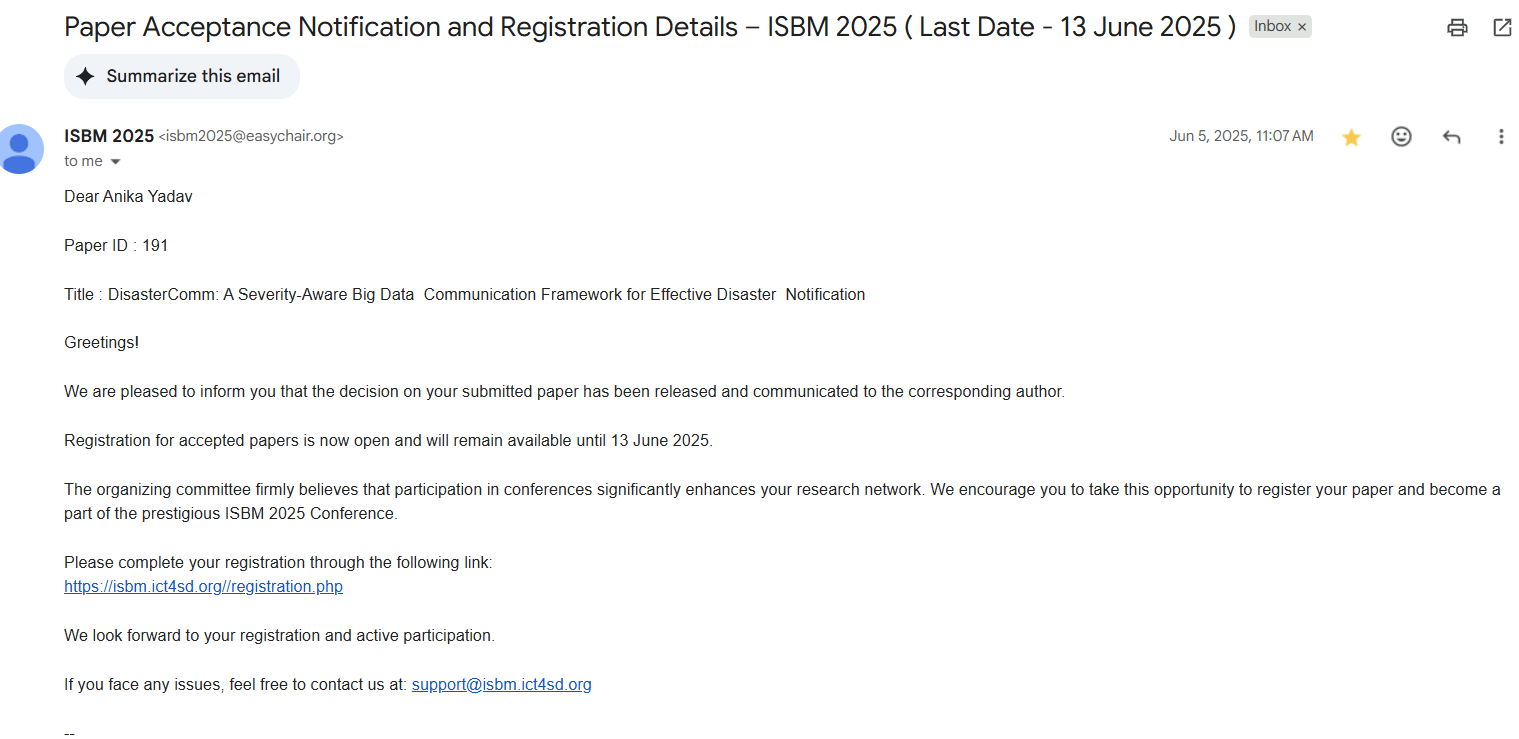 Paper Acceptance Notification and Registration Details – ISBM 2025 ( Last Date - 13 June 2025 ) Inbox ×
Summarize this email
ISBM 2025 <isbm2025@easychair.org> Jun 5, 2025, 11:07 AM
to me
Dear Anika Yadav
Paper ID : 191
Title : DisasterComm: A Severity-Aware Big Data  Communication Framework for Effective Disaster  Notification
Greetings!
We are pleased to inform you that the decision on your submitted paper has been released and communicated to the corresponding author.
Registration for accepted papers is now open and will remain available until 13 June 2025.
The organizing committee firmly believes that participation in conferences significantly enhances your research network. We encourage you to take this opportunity to register your paper and become a
part of the prestigious ISBM 2025 Conference.
Please complete your registration through the following link:
https://isbm.ict4sd.org//registration.php
We look forward to your registration and active participation.
If you face any issues, feel free to contact us at: support@isbm.ict4sd.org
--